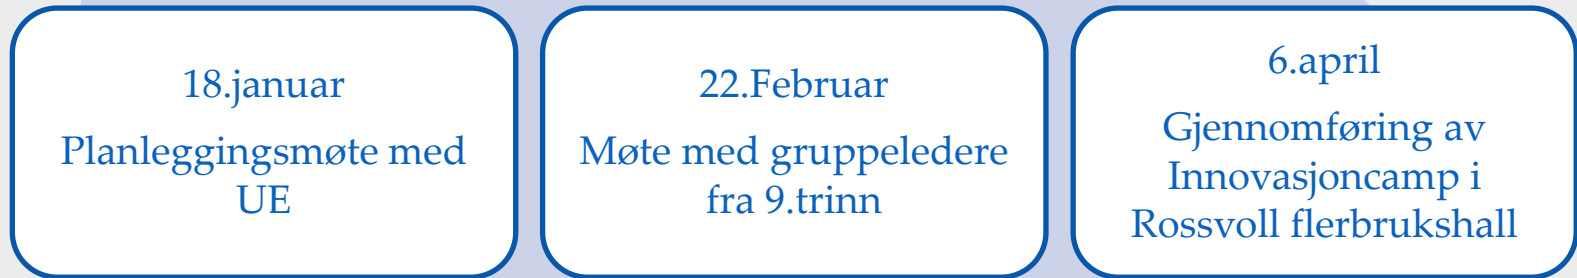 18.januar
Planleggingsmøte med
UE
22.Februar
Møte med gruppeledere
fra 9.trinn
6.april
Gjennomføring av
Innovasjoncamp i
Rossvoll flerbrukshall